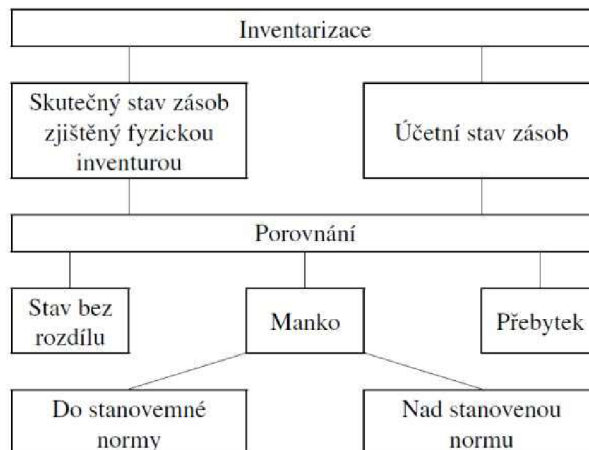 Inventarizace
Skutečný stav zásob
zjištěný fyzickou
inventurou
Účetní stav zásob
Porovnání
Stav bez
rozdílu
Manko
Přebytek
Do stanovemné
normy
Nad stanovenou
normu